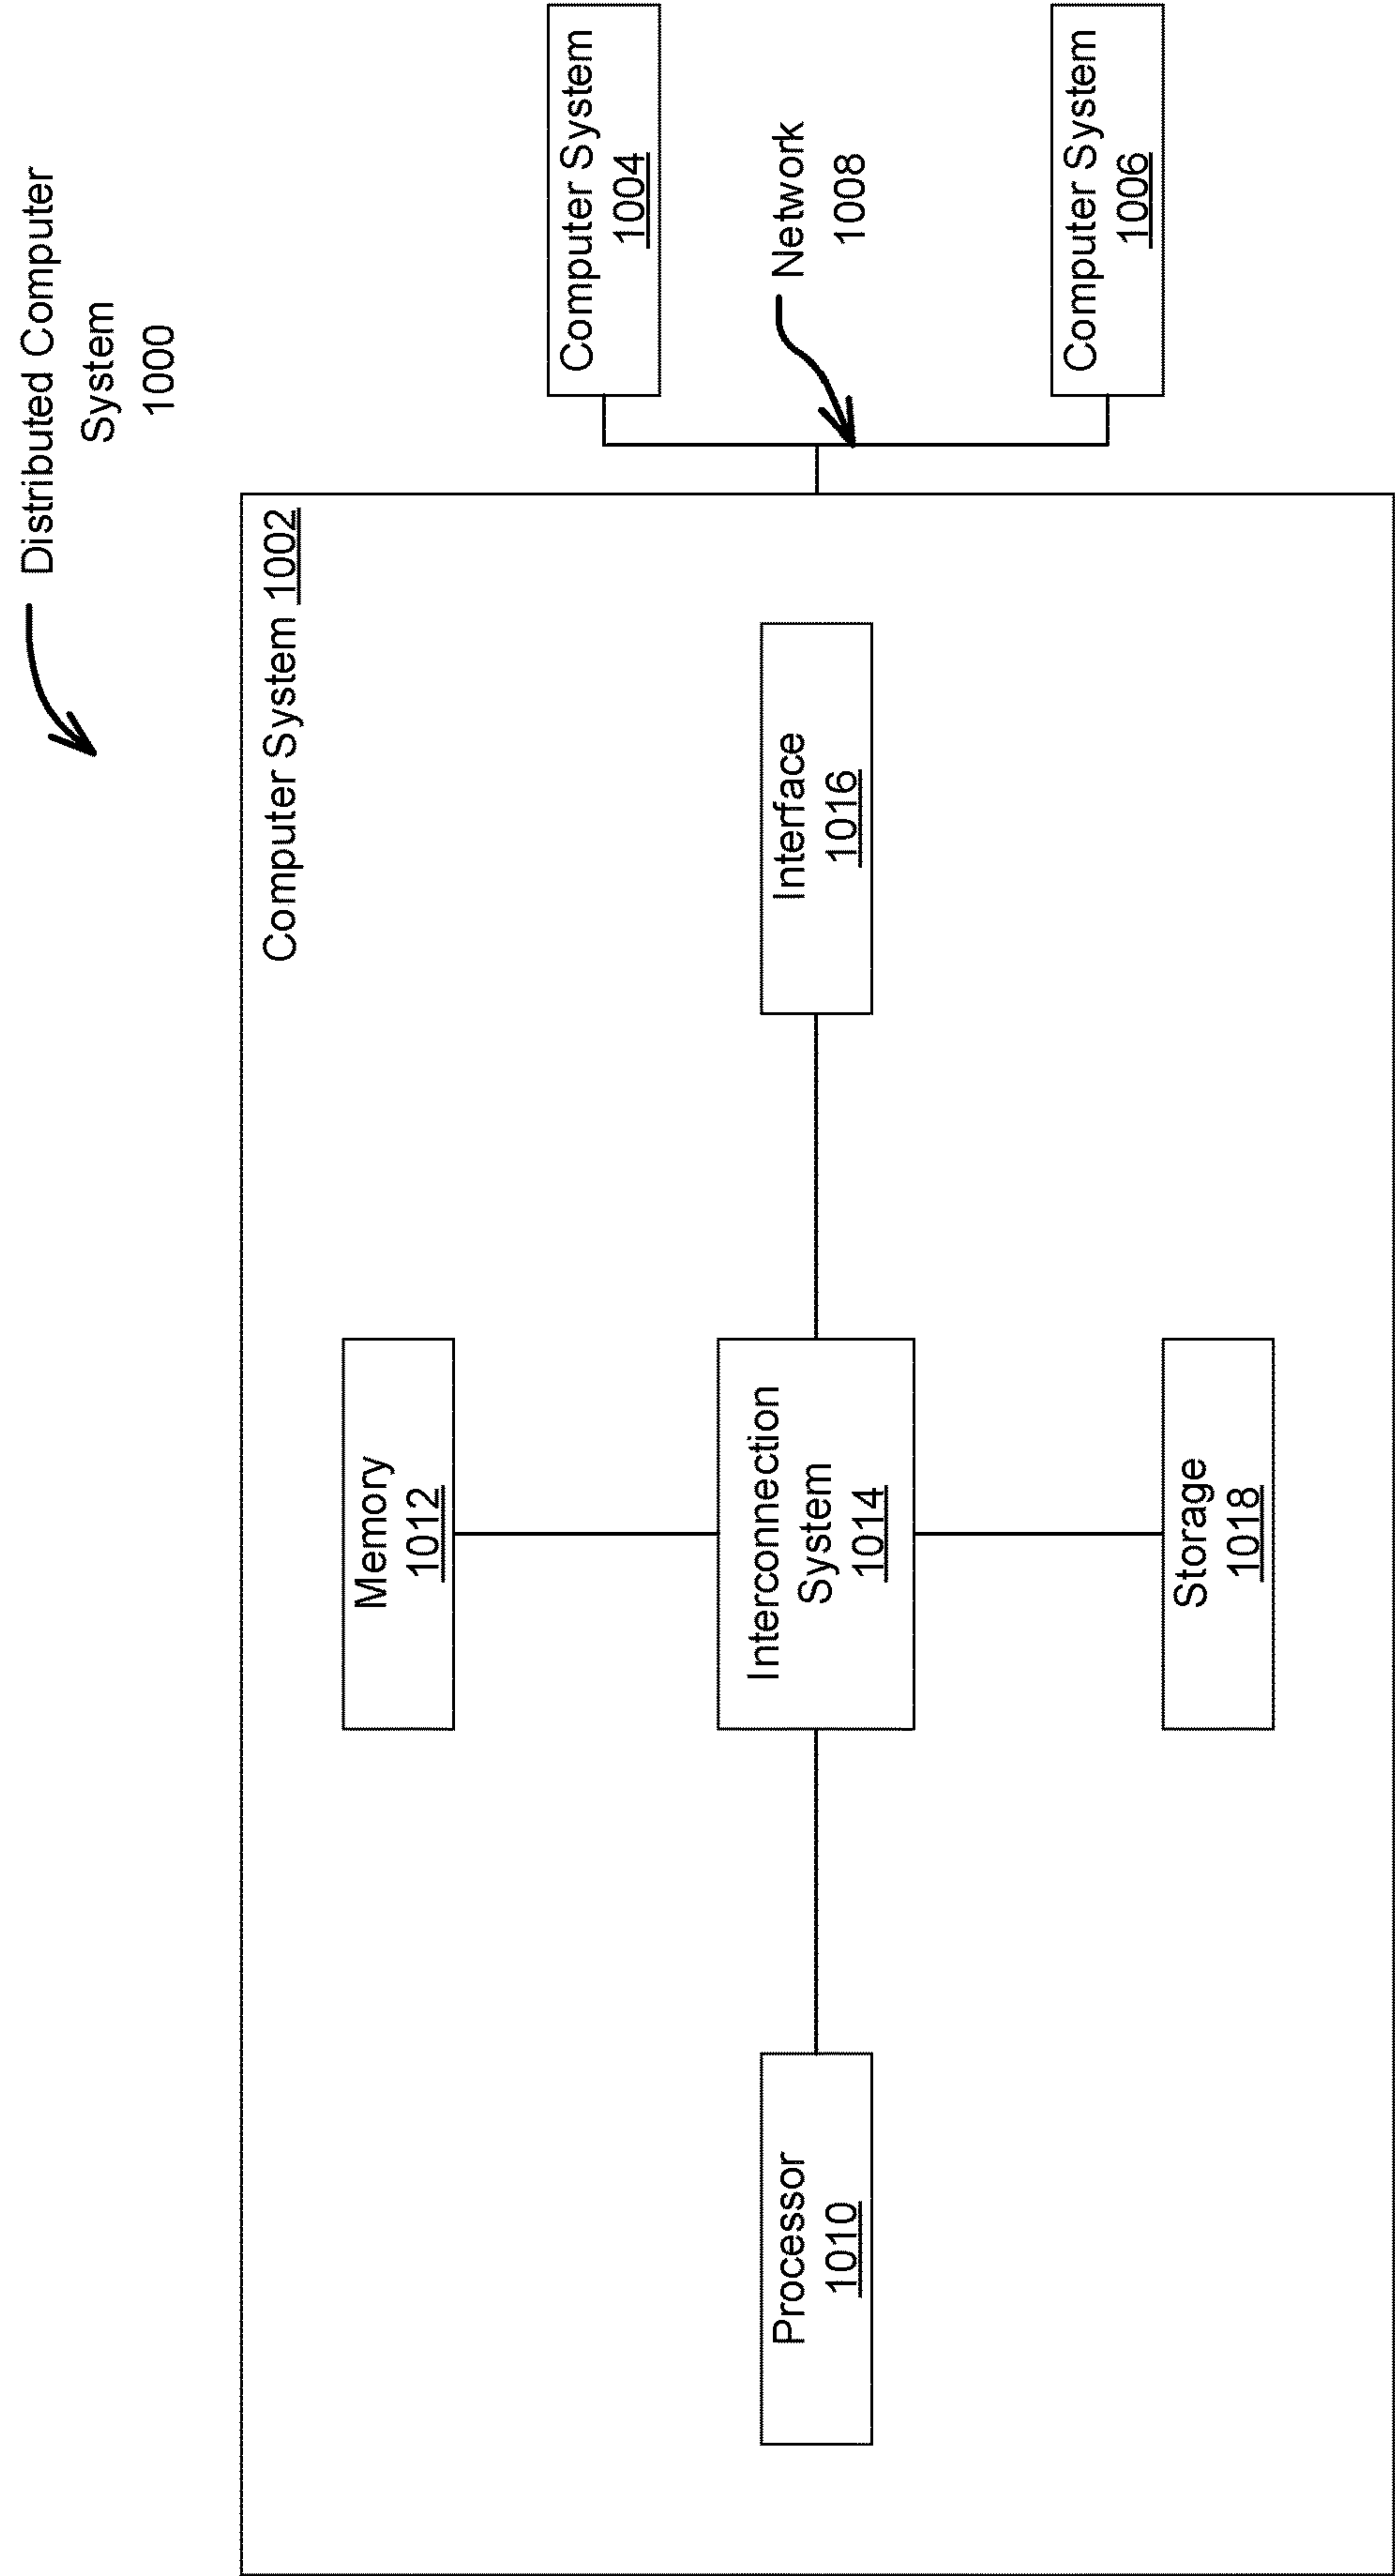 Distributed Computer
System
1000
Computer System 1002
Memory
1012
Processor
1010
Interconnection
System
1014
Interface
1016
Storage
1018
Computer System
1004
Network
1008
Computer System
1006